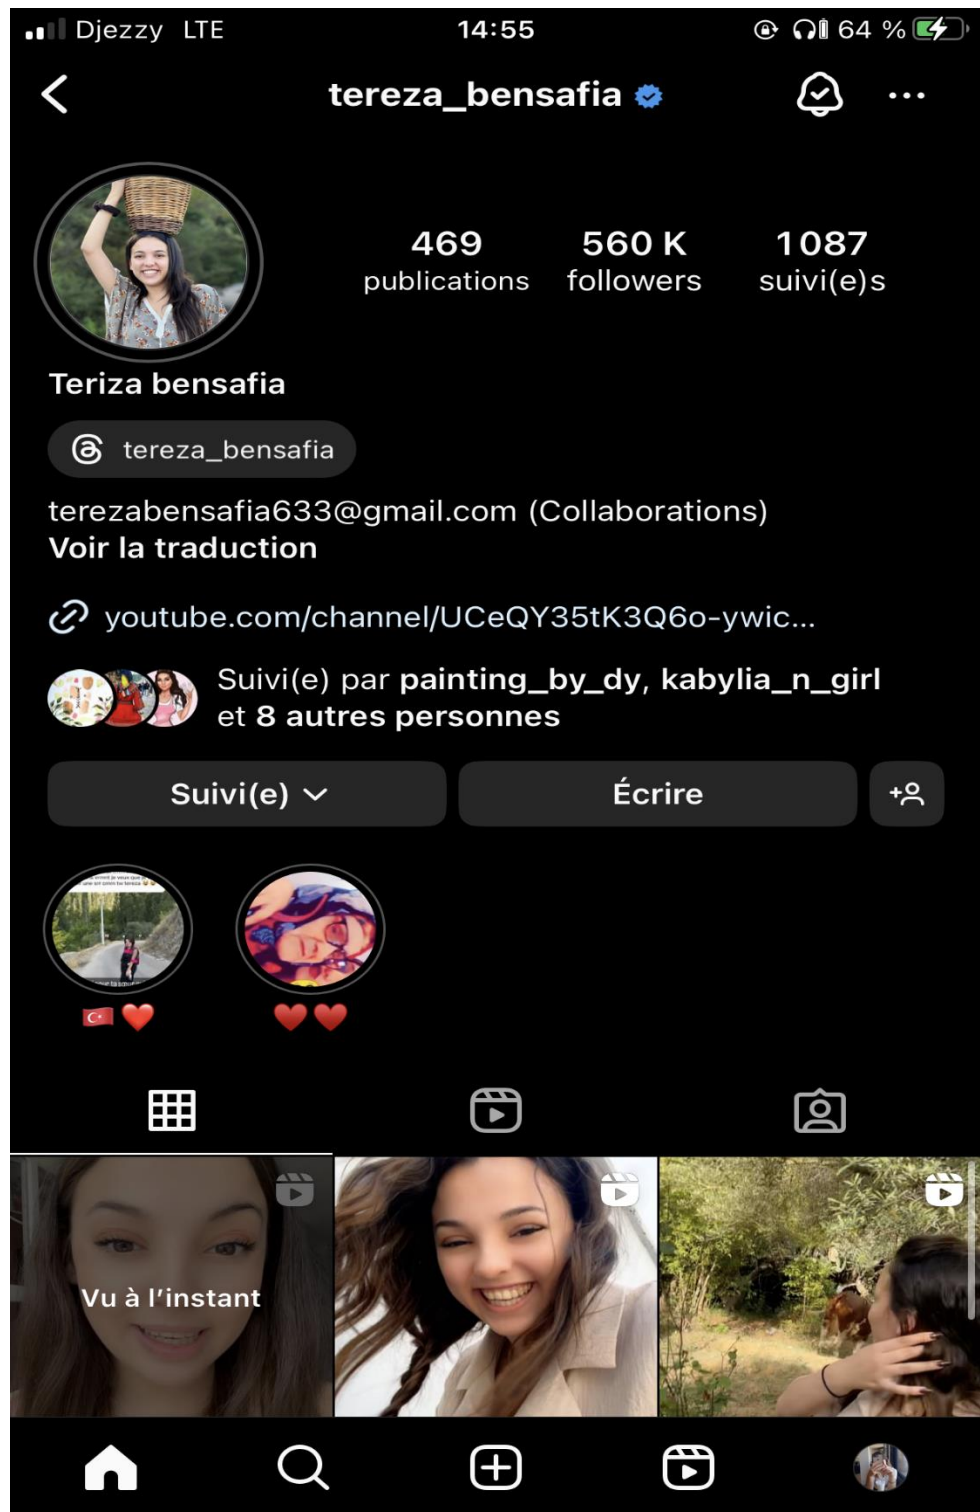 Djezzy LTE 14:55 64 %
tereza_bensafia
469 560 K 1087
publications followers suivi(e)s
Teriza bensafia
tereza_bensafia
terezabensafia633@gmail.com (Collaborations)
Voir la traduction
youtube.com/channel/UCeQY35tK3Q6o-ywic...
Suivi(e) par painting_by_dy, kabylia_n_girl
et 8 autres personnes
Suivi(e) Écrire
Vu à l’instant